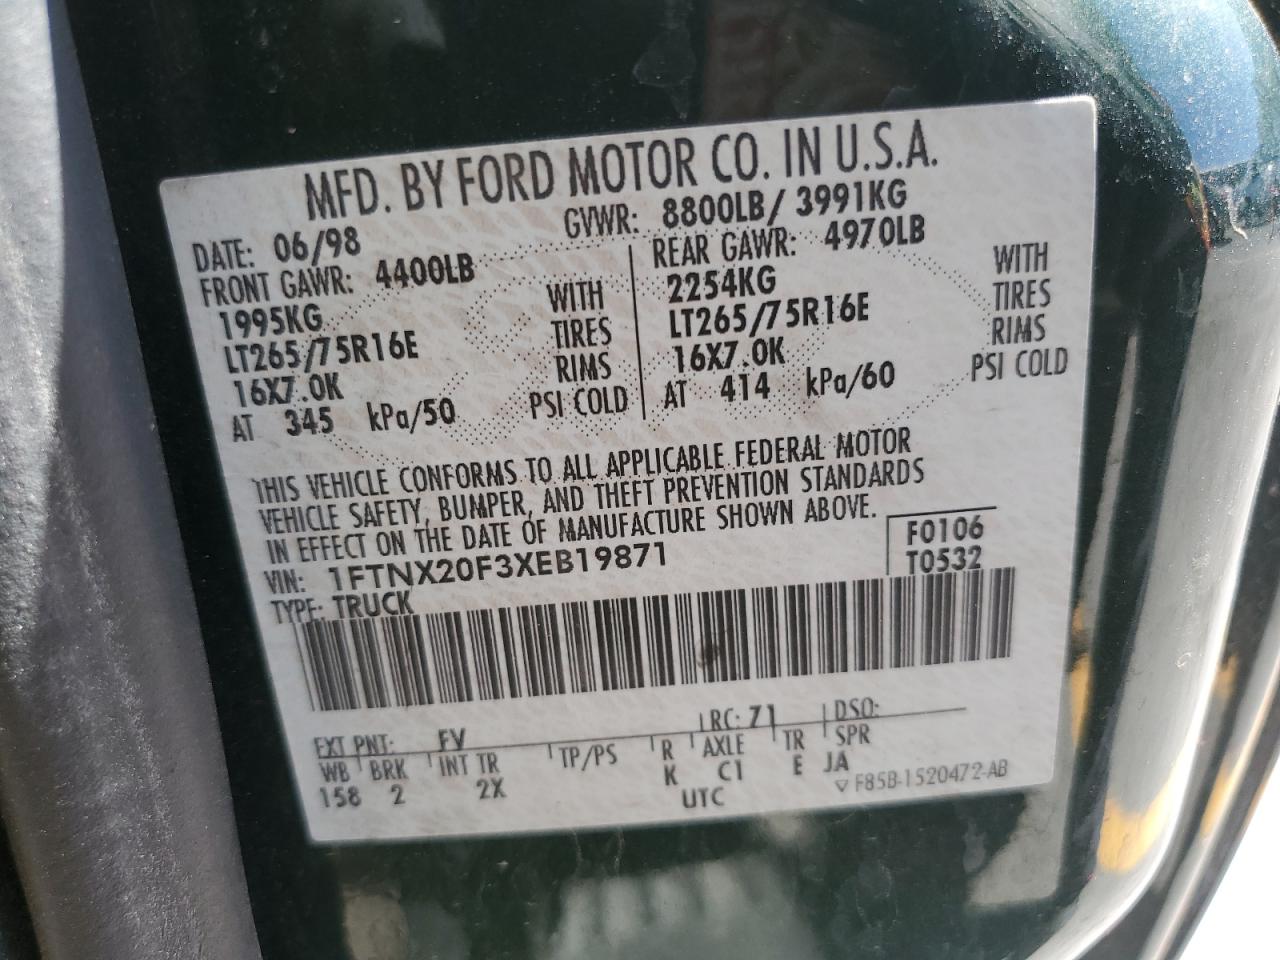 MFD. BY FORD MOTOR CO. IN U.S.A.
DATE: 06/98 GVWR: 8800LB/ 3991KG
FRONT GAWR: 4400LB REAR GAWR: 4970LB
1995KG WITH 2254KG WITH
LT265/75R16E TIRES LT265/75R16E TIRES
16X7.0K RIMS 16X7.0K RIMS
AT 345 kPa/50 PSI COLD AT 414 kPa/60 PSI COLD
THIS VEHICLE CONFORMS TO ALL APPLICABLE FEDERAL MOTOR
VEHICLE SAFETY, BUMPER, AND THEFT PREVENTION STANDARDS
IN EFFECT ON THE DATE OF MANUFACTURE SHOWN ABOVE.
VIN: 1FTNX20F3XEB19871 F0106
TYPE: TRUCK T0532
EXT PNT: FV RC: 71 DSO:
WB BRK INT TR TP/PS R AXLE TR SPR
158 2 2X K C1 E JA
UTC ▽ F85B-1520472-AB